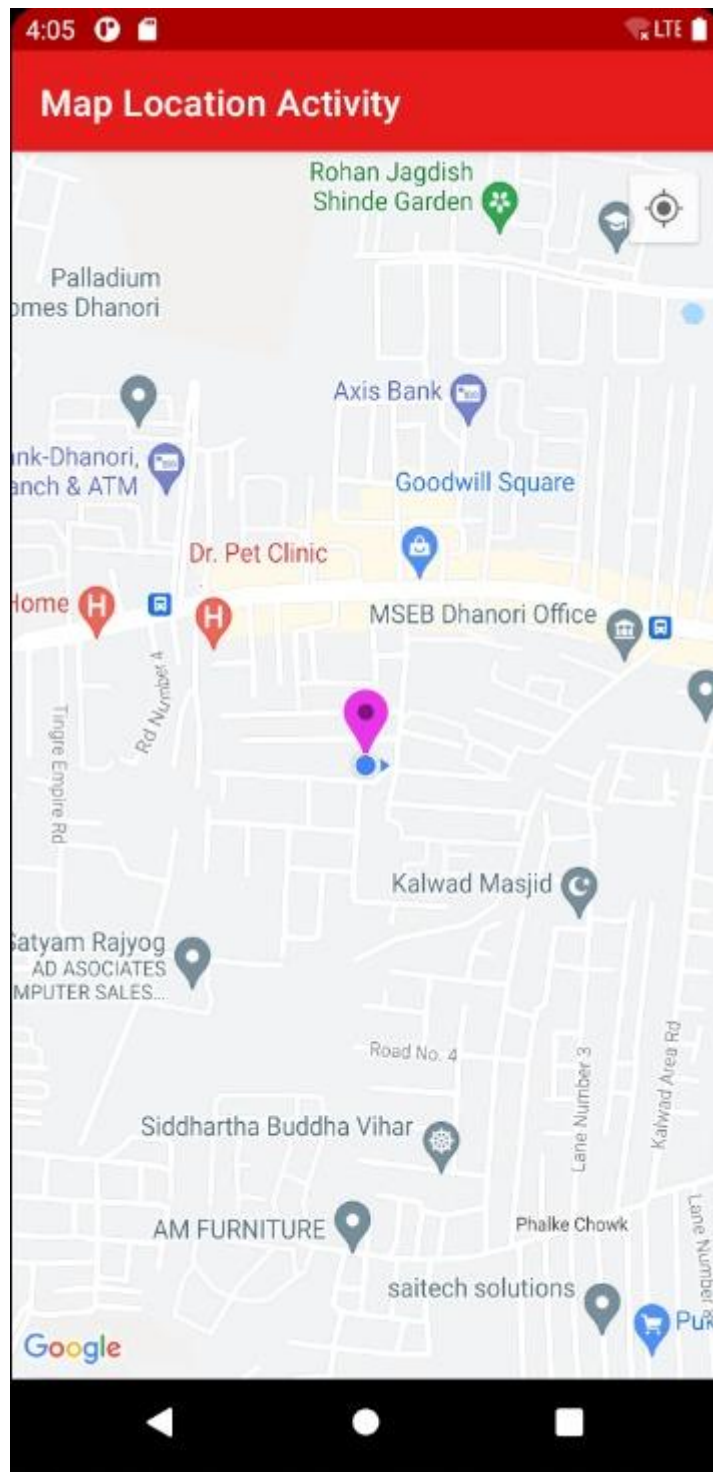 4:05
LTE
Map Location Activity
Rohan Jagdish
Shinde Garden
Palladium
omes Dhanori
Axis Bank
ank-Dhanori,
anch & ATM
Goodwill Square
Dr. Pet Clinic
Home
MSEB Dhanori Office
Rd Number 4
Tingre Empire Rd
Kalwad Masjid
Satyam Rajyog
AD ASOCIATES
MPUTER SALES...
Road No. 4
Lane Number 3
Kalwad Area Rd
Siddhartha Buddha Vihar
AM FURNITURE
Phalke Chowk
Lane Number 8
saitech solutions
Google